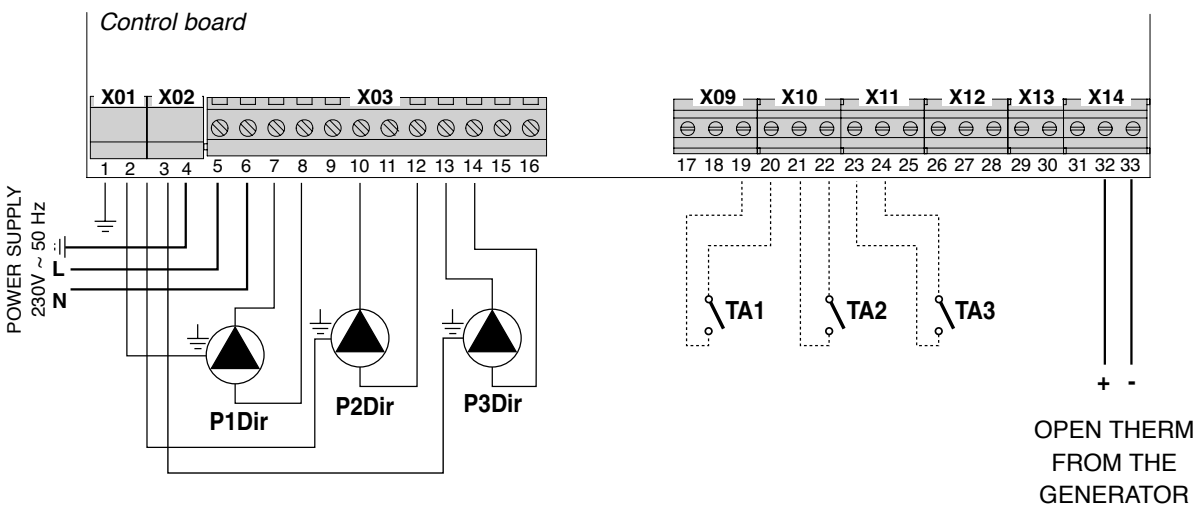 Control board
X01 X02 X03 X09 X10 X11 X12 X13 X14
1 2 3 4 5 6 7 8 9 10 11 12 13 14 15 16 17 18 19 20 21 22 23 24 25 26 27 28 29 30 31 32 33
POWER SUPPLY
230V ~ 50 Hz
L
N
TA1 TA2 TA3
P1Dir P2Dir P3Dir
+ -
OPEN THERM
FROM THE
GENERATOR